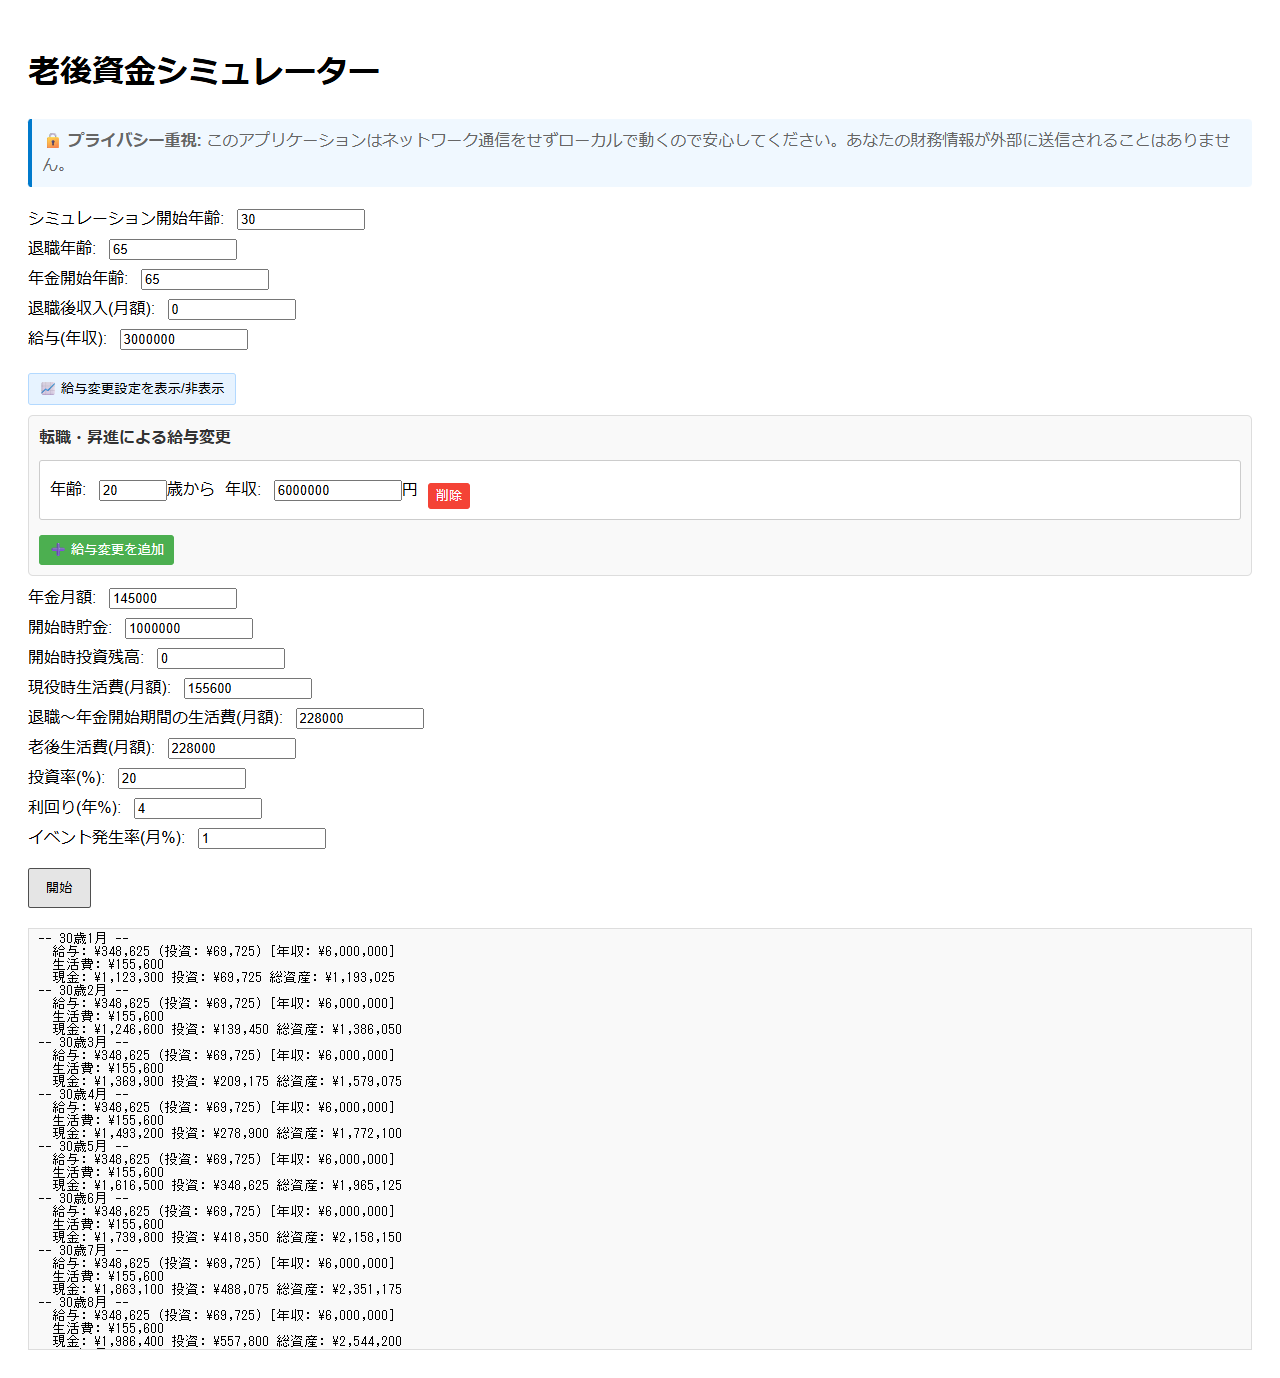 老後資金シミュレーター
🔒 プライバシー重視: このアプリケーションはネットワーク通信をせずローカルで動くので安心してください。あなたの財務情報が外部に送信されることはありませ
ん。
シミュレーション開始年齢: 30
退職年齢: 65
年金開始年齢: 65
退職後収入(月額): 0
給与(年収): 3000000
📈 給与変更設定を表示/非表示
転職・昇進による給与変更
年齢: 20歳から 年収: 6000000円 削除
➕ 給与変更を追加
年金月額: 145000
開始時貯金: 1000000
開始時投資残高: 0
現役時生活費(月額): 155600
退職～年金開始期間の生活費(月額): 228000
老後生活費(月額): 228000
投資率(%): 20
利回り(年%): 4
イベント発生率(月%): 1
開始
-- 30歳1月 --
給与: ¥348,625 (投資: ¥69,725) [年収: ¥6,000,000]
生活費: ¥155,600
現金: ¥1,123,300 投資: ¥69,725 総資産: ¥1,193,025
-- 30歳2月 --
給与: ¥348,625 (投資: ¥69,725) [年収: ¥6,000,000]
生活費: ¥155,600
現金: ¥1,246,600 投資: ¥139,450 総資産: ¥1,386,050
-- 30歳3月 --
給与: ¥348,625 (投資: ¥69,725) [年収: ¥6,000,000]
生活費: ¥155,600
現金: ¥1,369,900 投資: ¥209,175 総資産: ¥1,579,075
-- 30歳4月 --
給与: ¥348,625 (投資: ¥69,725) [年収: ¥6,000,000]
生活費: ¥155,600
現金: ¥1,493,200 投資: ¥278,900 総資産: ¥1,772,100
-- 30歳5月 --
給与: ¥348,625 (投資: ¥69,725) [年収: ¥6,000,000]
生活費: ¥155,600
現金: ¥1,616,500 投資: ¥348,625 総資産: ¥1,965,125
-- 30歳6月 --
給与: ¥348,625 (投資: ¥69,725) [年収: ¥6,000,000]
生活費: ¥155,600
現金: ¥1,739,800 投資: ¥418,350 総資産: ¥2,158,150
-- 30歳7月 --
給与: ¥348,625 (投資: ¥69,725) [年収: ¥6,000,000]
生活費: ¥155,600
現金: ¥1,863,100 投資: ¥488,075 総資産: ¥2,351,175
-- 30歳8月 --
給与: ¥348,625 (投資: ¥69,725) [年収: ¥6,000,000]
生活費: ¥155,600
現金: ¥1,986,400 投資: ¥557,800 総資産: ¥2,544,200